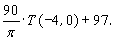 90/π · T(−4, 0) + 97.